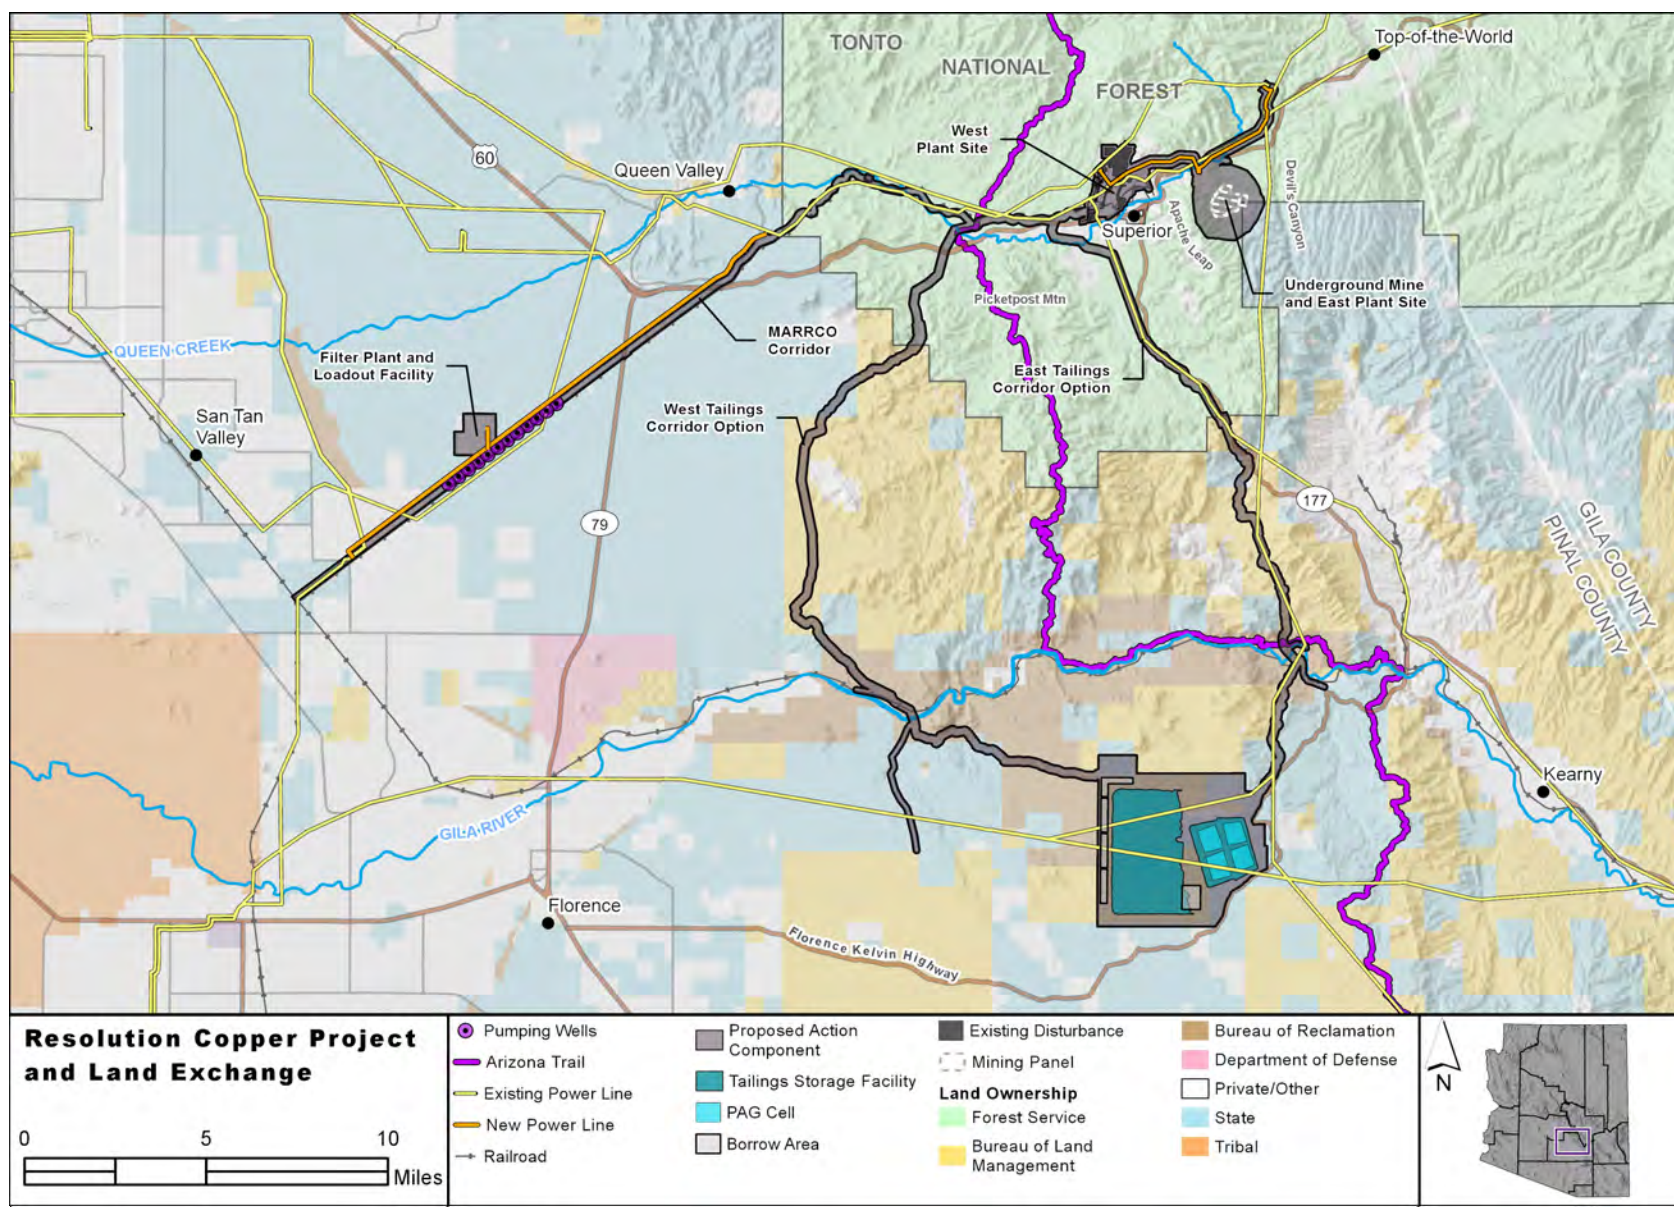 TONTO
NATIONAL
FOREST
Top-of-the-World
West
Plant Site
60
Queen Valley
Devil's Canyon
Apache Leap
Superior
Underground Mine
and East Plant Site
Picketpost Mtn
MARRCO
Corridor
QUEEN CREEK
Filter Plant and
Loadout Facility
East Tailings
Corridor Option
West Tailings
Corridor Option
San Tan
Valley
177
79
GILA COUNTY
PINAL COUNTY
Kearny
GILA RIVER
Florence
Florence Kelvin Highway
Resolution Copper Project
and Land Exchange
0 5 10
Miles
Pumping Wells
Arizona Trail
Existing Power Line
New Power Line
Railroad
Proposed Action
Component
Tailings Storage Facility
PAG Cell
Borrow Area
Existing Disturbance
Mining Panel
Land Ownership
Forest Service
Bureau of Land
Management
Bureau of Reclamation
Department of Defense
Private/Other
State
Tribal
N